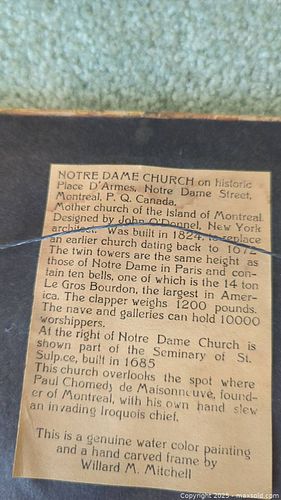 NOTRE DAME CHURCH on historic
Place D'Armes, Notre Dame Street,
Montreal, P. Q. Canada.
Mother church of the Island of Montreal.
Designed by John O'Donnel, New York
architect. Was built in 1824, to replace
an earlier church dating back to 1672
The twin towers are the same height as
those of Notre Dame in Paris and con-
tain ten bells, one of which is the 14 ton
Le Gros Bourdon, the largest in Amer-
ica. The clapper weighs 1200 pounds.
The nave and galleries can hold 10000
worshippers.
At the right of Notre Dame Church is
shown part of the Seminary of St.
Sulp.ce, built in 1685
This church overlooks the spot where
Paul Chomedy de Maisonneuve, found-
er of Montreal, with his own hand slew
an invading Iroquois chief.
This is a genuine water color painting
and a hand carved frame by
Willard M. Mitchell
Copyright 2025 - maxsold.com